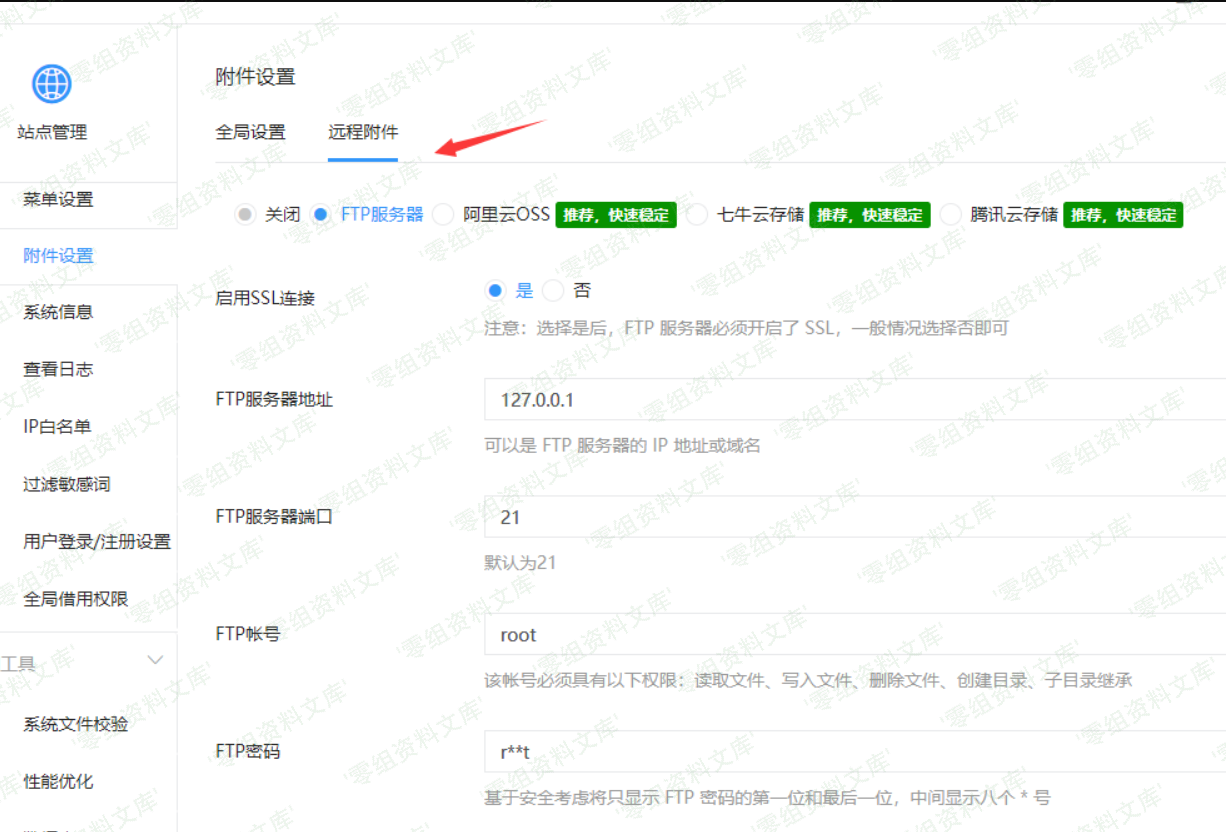 附件设置
站点管理
全局设置
远程附件
菜单设置
关闭
FTP服务器
阿里云OSS
推荐，快速稳定
七牛云存储
推荐，快速稳定
腾讯云存储
推荐，快速稳定
附件设置
启用SSL连接
是
否
注意：选择是后，FTP 服务器必须开启了 SSL，一般情况选择否即可
系统信息
查看日志
FTP服务器地址
127.0.0.1
可以是 FTP 服务器的 IP 地址或域名
IP白名单
过滤敏感词
FTP服务器端口
21
默认为21
用户登录/注册设置
全局借用权限
FTP帐号
root
该帐号必须具有以下权限：读取文件、写入文件、删除文件、创建目录、子目录继承
工具
系统文件校验
FTP密码
r**t
基于安全考虑将只显示 FTP 密码的第一位和最后一位，中间显示八个 * 号
性能优化
零组资料文库